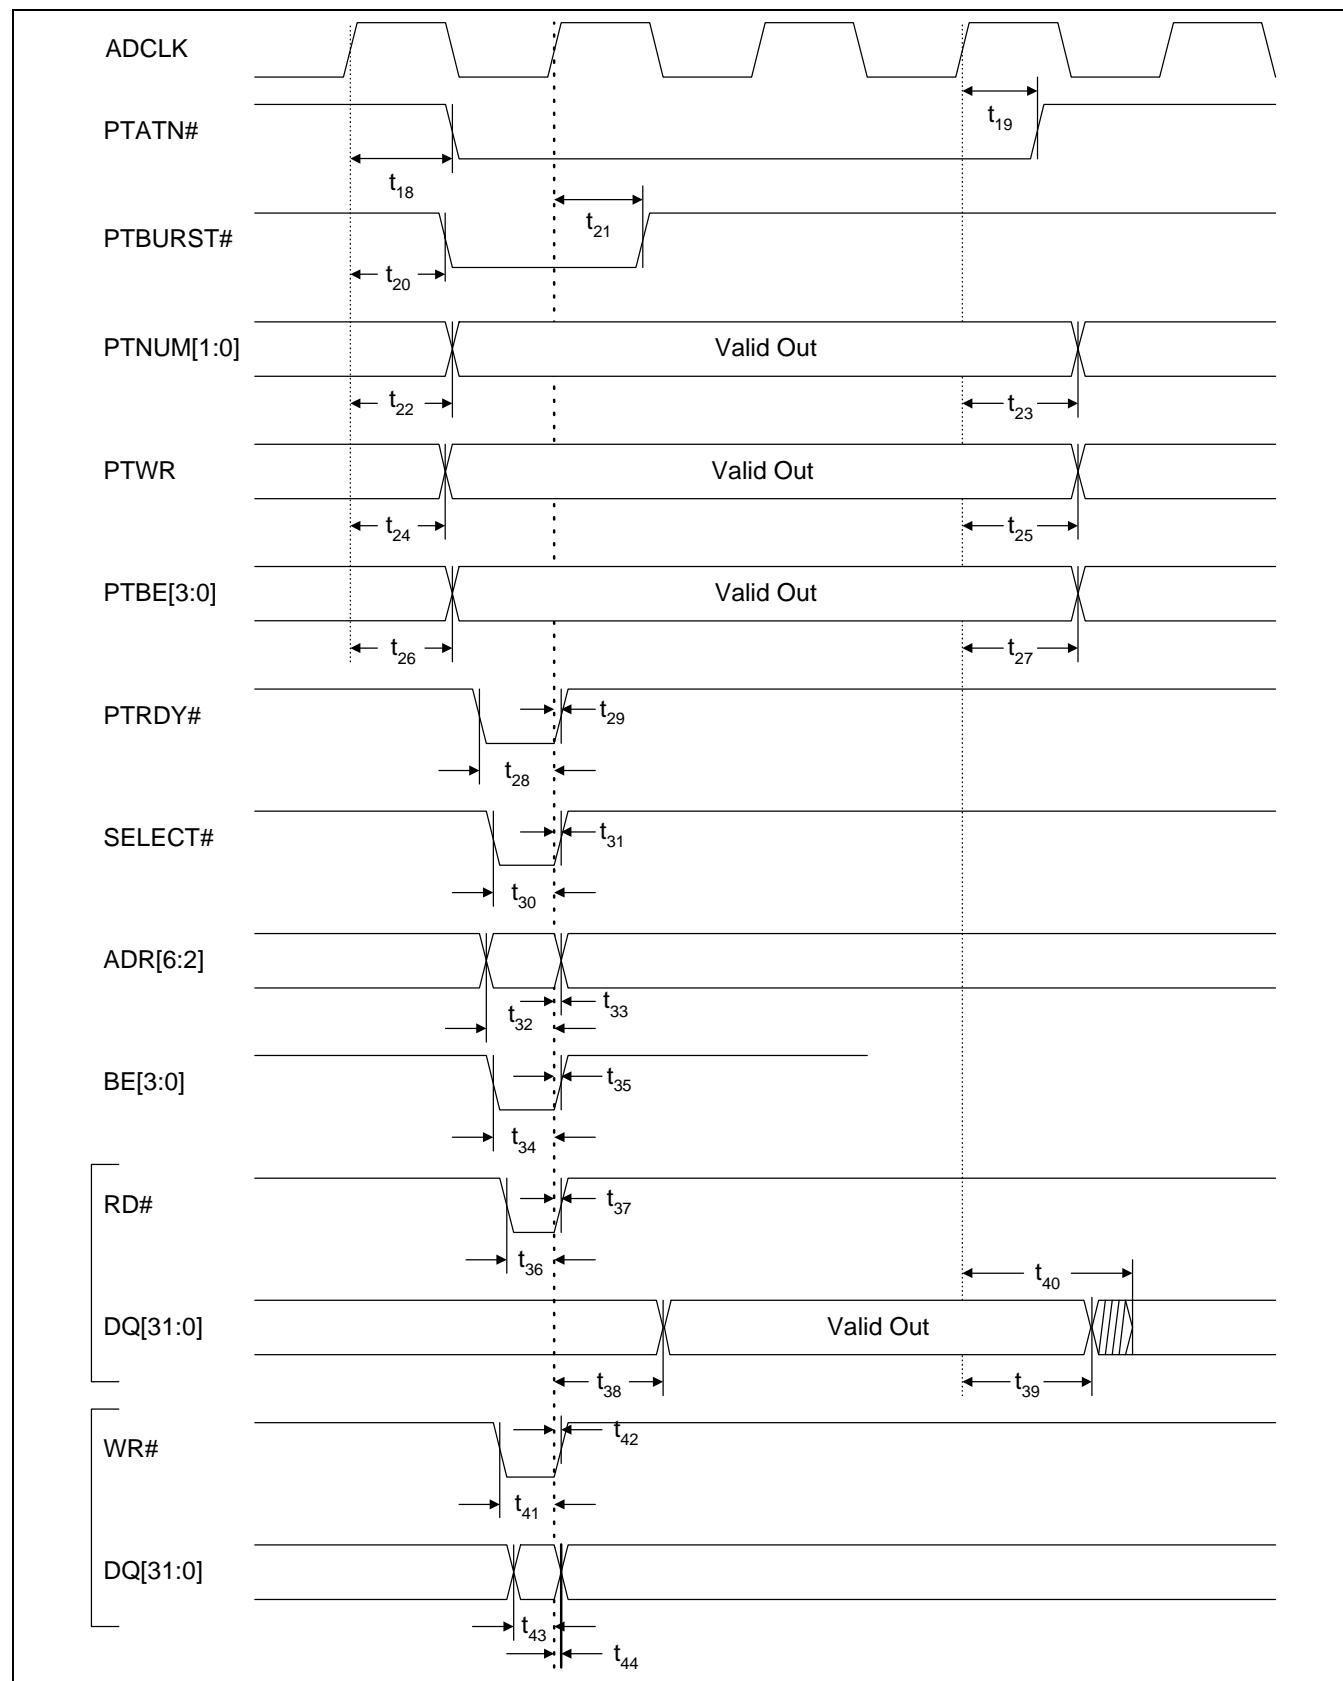 ADCLK
t19
PTATN#
t18
t21
PTBURST#
t20
PTNUM[1:0] Valid Out
t22 t23
PTWR Valid Out
t24 t25
PTBE[3:0] Valid Out
t26 t27
PTRDY# t29
t28
SELECT# t31
t30
ADR[6:2]
t32 t33
BE[3:0] t35
t34
RD# t37
t36 t40
DQ[31:0] Valid Out
t38 t39
WR# t42
t41
DQ[31:0]
t43
t44